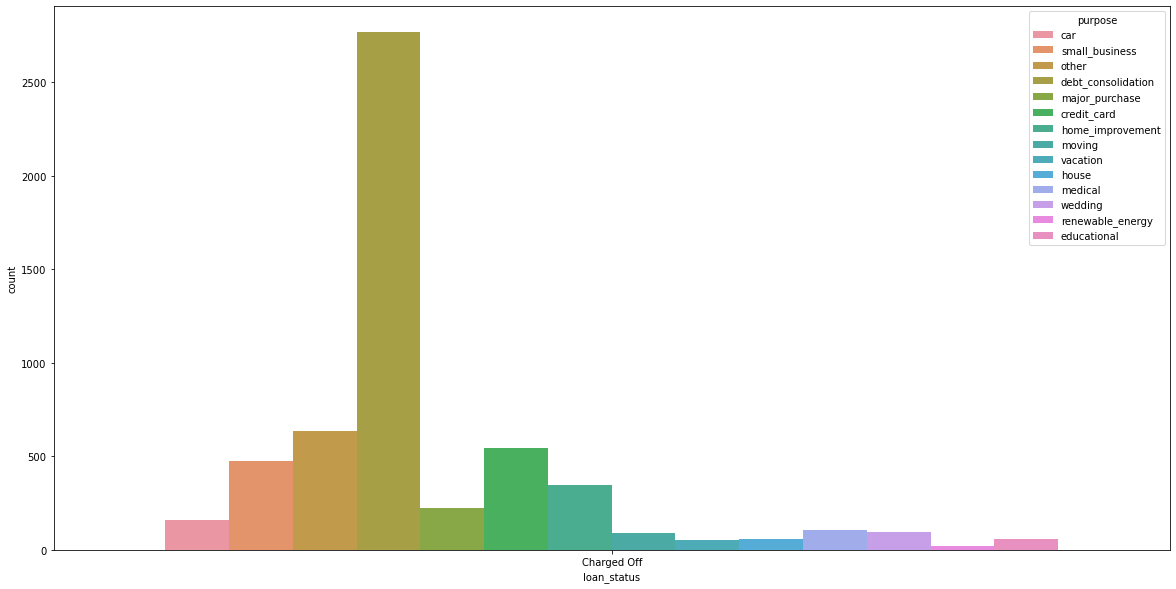 purpose
car
small_business
other
debt_consolidation
major_purchase
credit_card
home_improvement
moving
vacation
house
medical
wedding
renewable_energy
educational
2500
2000
1500
1000
500
0
count
Charged Off
loan_status